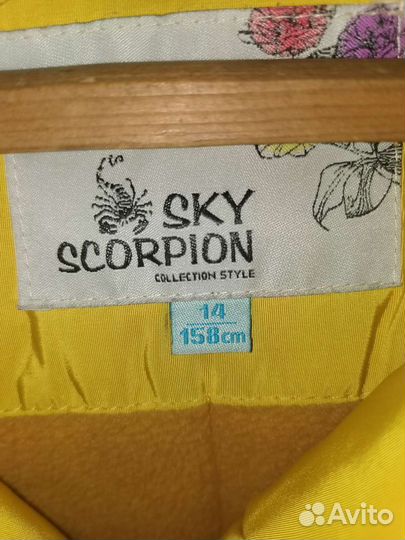 SKY
SCORPION
COLLECTION STYLE
14
158cm
Avito